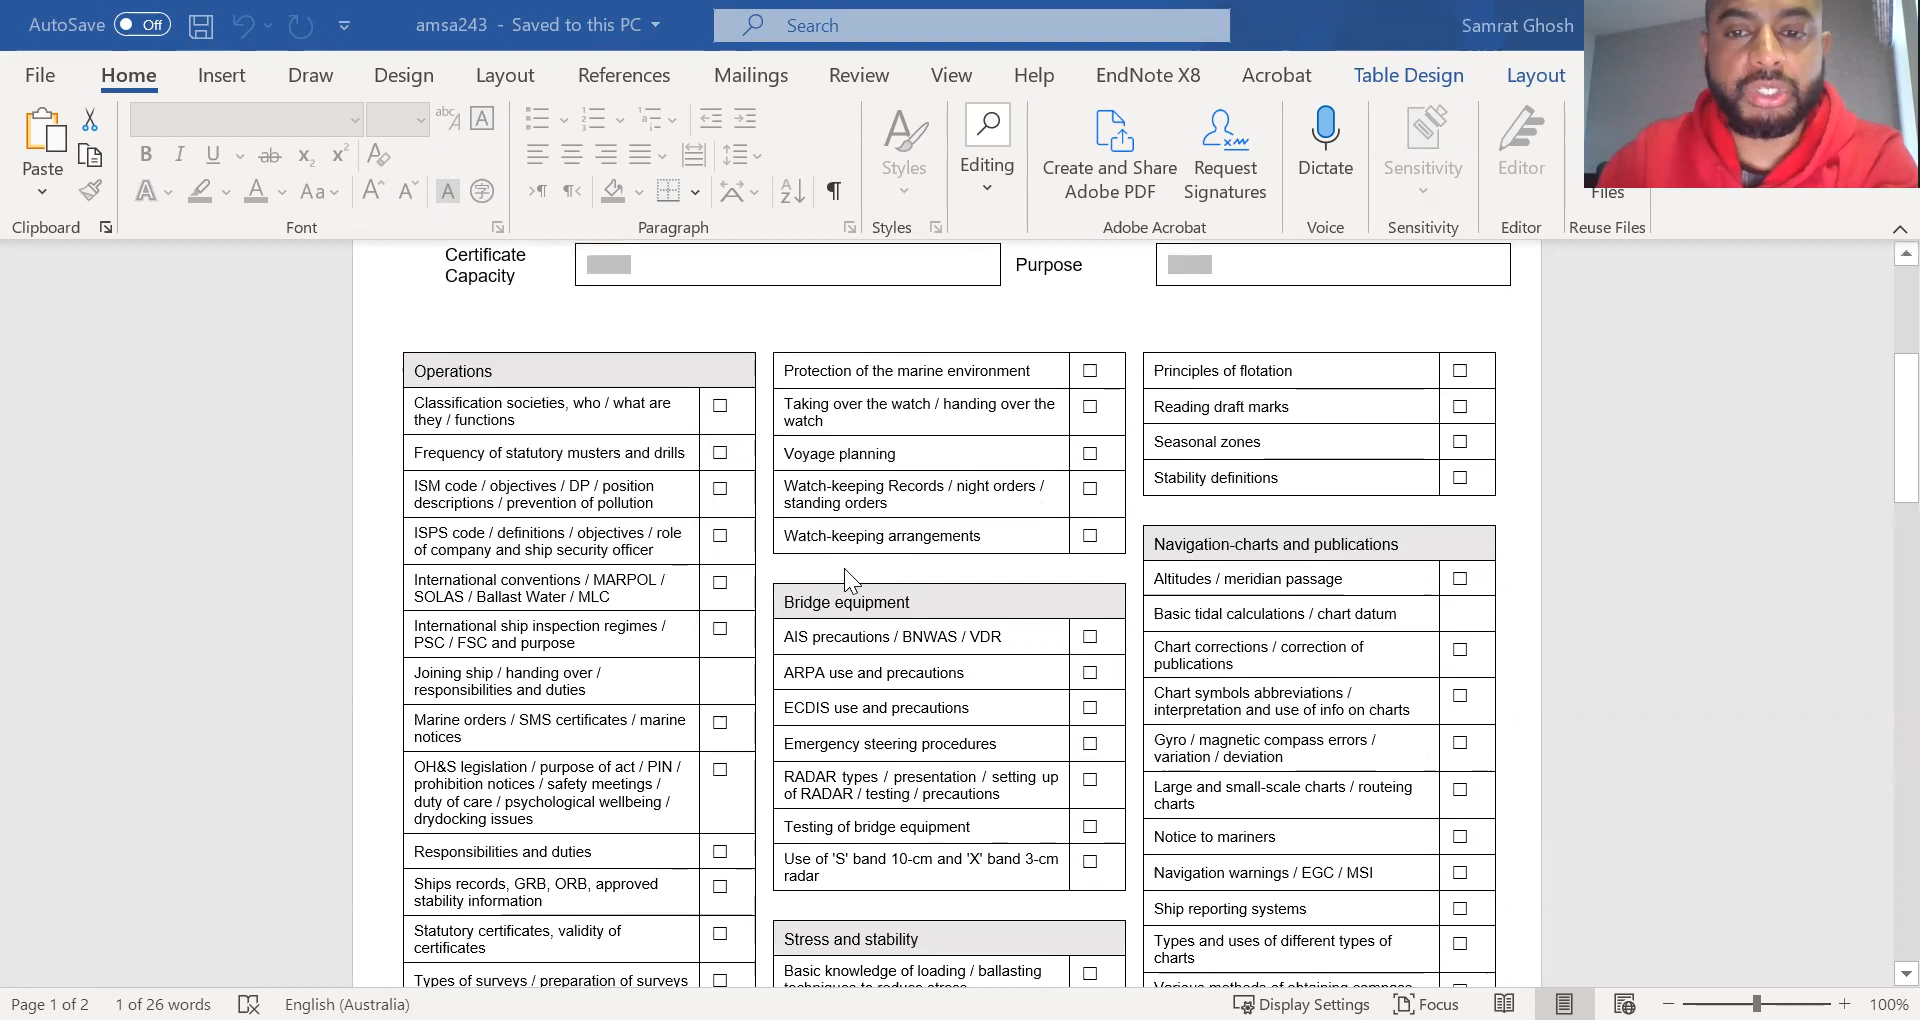 AutoSave Off amsa243 - Saved to this PC Search Samrat Ghosh
File Home Insert Draw Design Layout References Mailings Review View Help EndNote X8 Acrobat Table Design Layout
Paste
Clipboard
Font
Paragraph
Styles
Styles
Editing
Create and Share
Adobe PDF
Request
Signatures
Adobe Acrobat
Dictate
Voice
Sensitivity
Sensitivity
Editor
Editor
Files
Reuse Files
Certificate
Capacity
Purpose
Operations
Classification societies, who / what are
they / functions
Frequency of statutory musters and drills
ISM code / objectives / DP / position
descriptions / prevention of pollution
ISPS code / definitions / objectives / role
of company and ship security officer
International conventions / MARPOL /
SOLAS / Ballast Water / MLC
International ship inspection regimes /
PSC / FSC and purpose
Joining ship / handing over /
responsibilities and duties
Marine orders / SMS certificates / marine
notices
OH&S legislation / purpose of act / PIN /
prohibition notices / safety meetings /
duty of care / psychological wellbeing /
drydocking issues
Responsibilities and duties
Ships records, GRB, ORB, approved
stability information
Statutory certificates, validity of
certificates
Types of surveys / preparation of surveys
Protection of the marine environment
Taking over the watch / handing over the
watch
Voyage planning
Watch-keeping Records / night orders /
standing orders
Watch-keeping arrangements
Bridge equipment
AIS precautions / BNWAS / VDR
ARPA use and precautions
ECDIS use and precautions
Emergency steering procedures
RADAR types / presentation / setting up
of RADAR / testing / precautions
Testing of bridge equipment
Use of 'S' band 10-cm and 'X' band 3-cm
radar
Stress and stability
Basic knowledge of loading / ballasting
techniques to reduce stress
Principles of flotation
Reading draft marks
Seasonal zones
Stability definitions
Navigation-charts and publications
Altitudes / meridian passage
Basic tidal calculations / chart datum
Chart corrections / correction of
publications
Chart symbols abbreviations /
interpretation and use of info on charts
Gyro / magnetic compass errors /
variation / deviation
Large and small-scale charts / routeing
charts
Notice to mariners
Navigation warnings / EGC / MSI
Ship reporting systems
Types and uses of different types of
charts
Various methods of obtaining compass
Page 1 of 2 1 of 26 words English (Australia) Display Settings Focus 100%